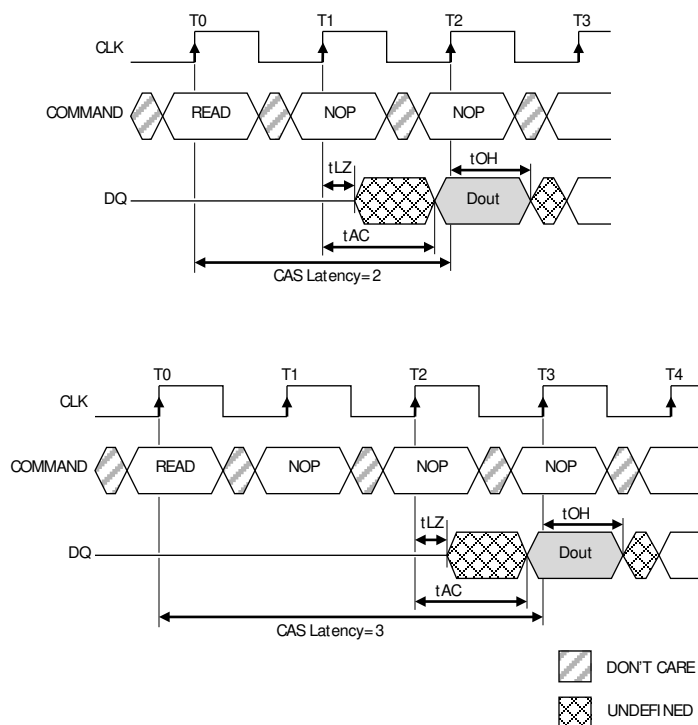 T0 T1 T2 T3
CLK
COMMAND READ NOP NOP
tLZ tOH
DQ Dout
tAC
CAS Latency=2
T0 T1 T2 T3 T4
CLK
COMMAND READ NOP NOP NOP
tLZ tOH
DQ Dout
tAC
CAS Latency=3
DON'T CARE
UNDEFINED